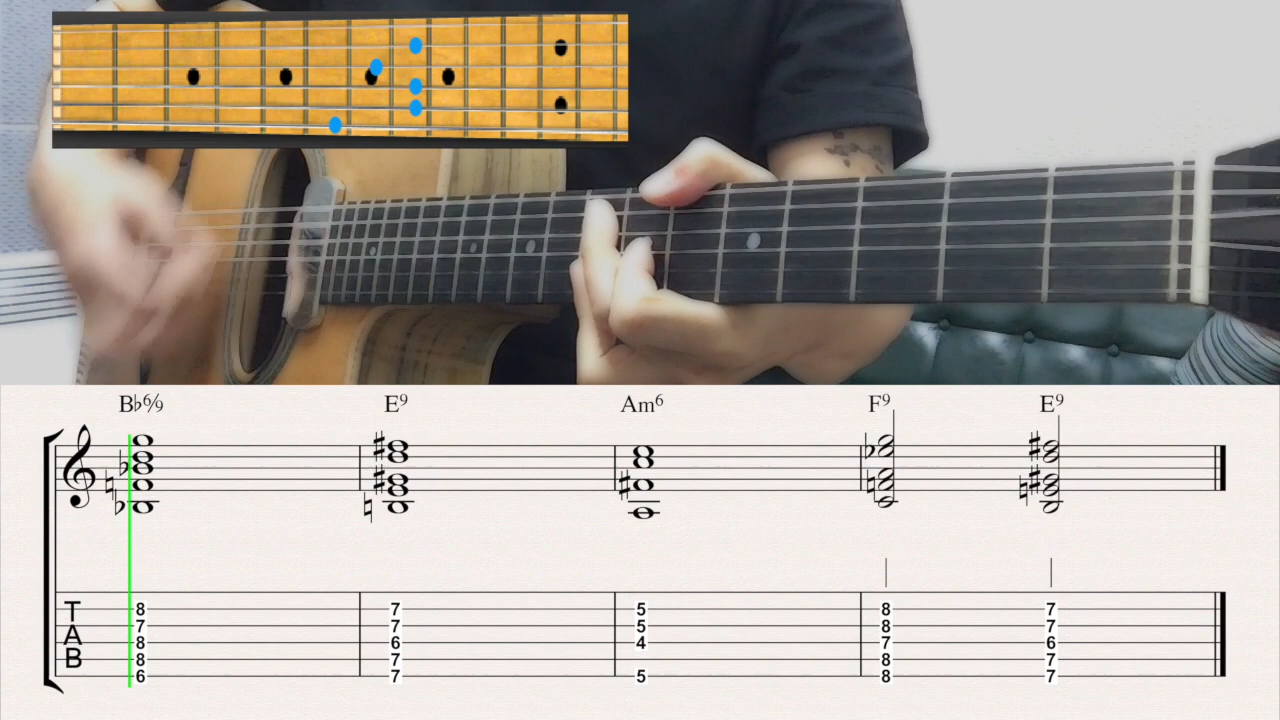 B♭6/9 E9 Am6 F9 E9
T 8 7 5 8 7
A 7 7 5 8 7
8 6 4 7 6
B 8 7 8 7
6 7 5 8 7